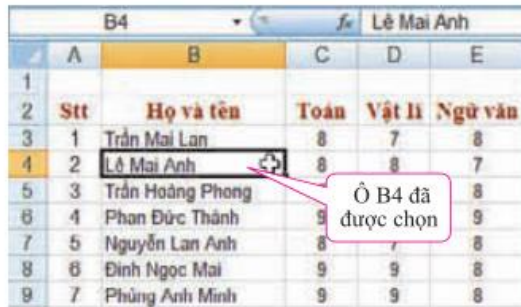 B4 fx Lê Mai Anh
A B C D E
1
2 Stt Họ và tên Toán Vật lí Ngữ văn
3 1 Trần Mai Lan 8 7 8
4 2 Lê Mai Anh 8 8 7
5 3 Trần Hoàng Phong 8
6 4 Phan Đức Thành 9 9
7 5 Nguyễn Lan Anh 8 7 8
8 6 Đinh Ngọc Mai 9 9 8
9 7 Phùng Anh Minh 9 9 8
Ô B4 đã
được chọn